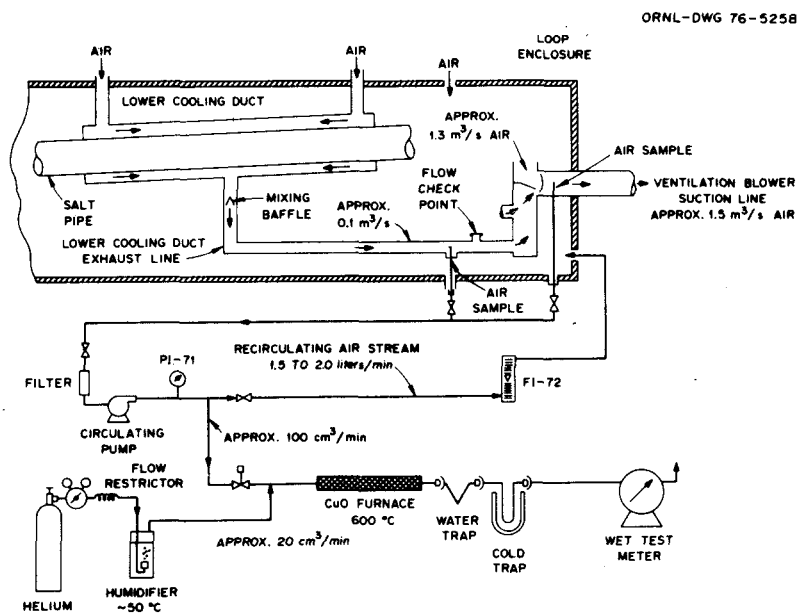 ORNL-DWG 76-5258
LOOP
ENCLOSURE
AIR
AIR
AIR
LOWER COOLING DUCT
APPROX.
1.3 m³/s AIR
AIR SAMPLE
FLOW
CHECK
POINT
VENTILATION BLOWER
SUCTION LINE
APPROX. 1.5 m³/s AIR
SALT
PIPE
MIXING
BAFFLE
APPROX.
0.1 m³/s
LOWER COOLING DUCT
EXHAUST LINE
AIR
SAMPLE
PI-71
RECIRCULATING AIR STREAM
1.5 TO 2.0 liters/min
FI-72
FILTER
CIRCULATING
PUMP
APPROX. 100 cm³/min
FLOW
RESTRICTOR
CuO FURNACE
600 °C
WATER
TRAP
COLD
TRAP
WET TEST
METER
APPROX. 20 cm³/min
HUMIDIFIER
~50 °C
HELIUM